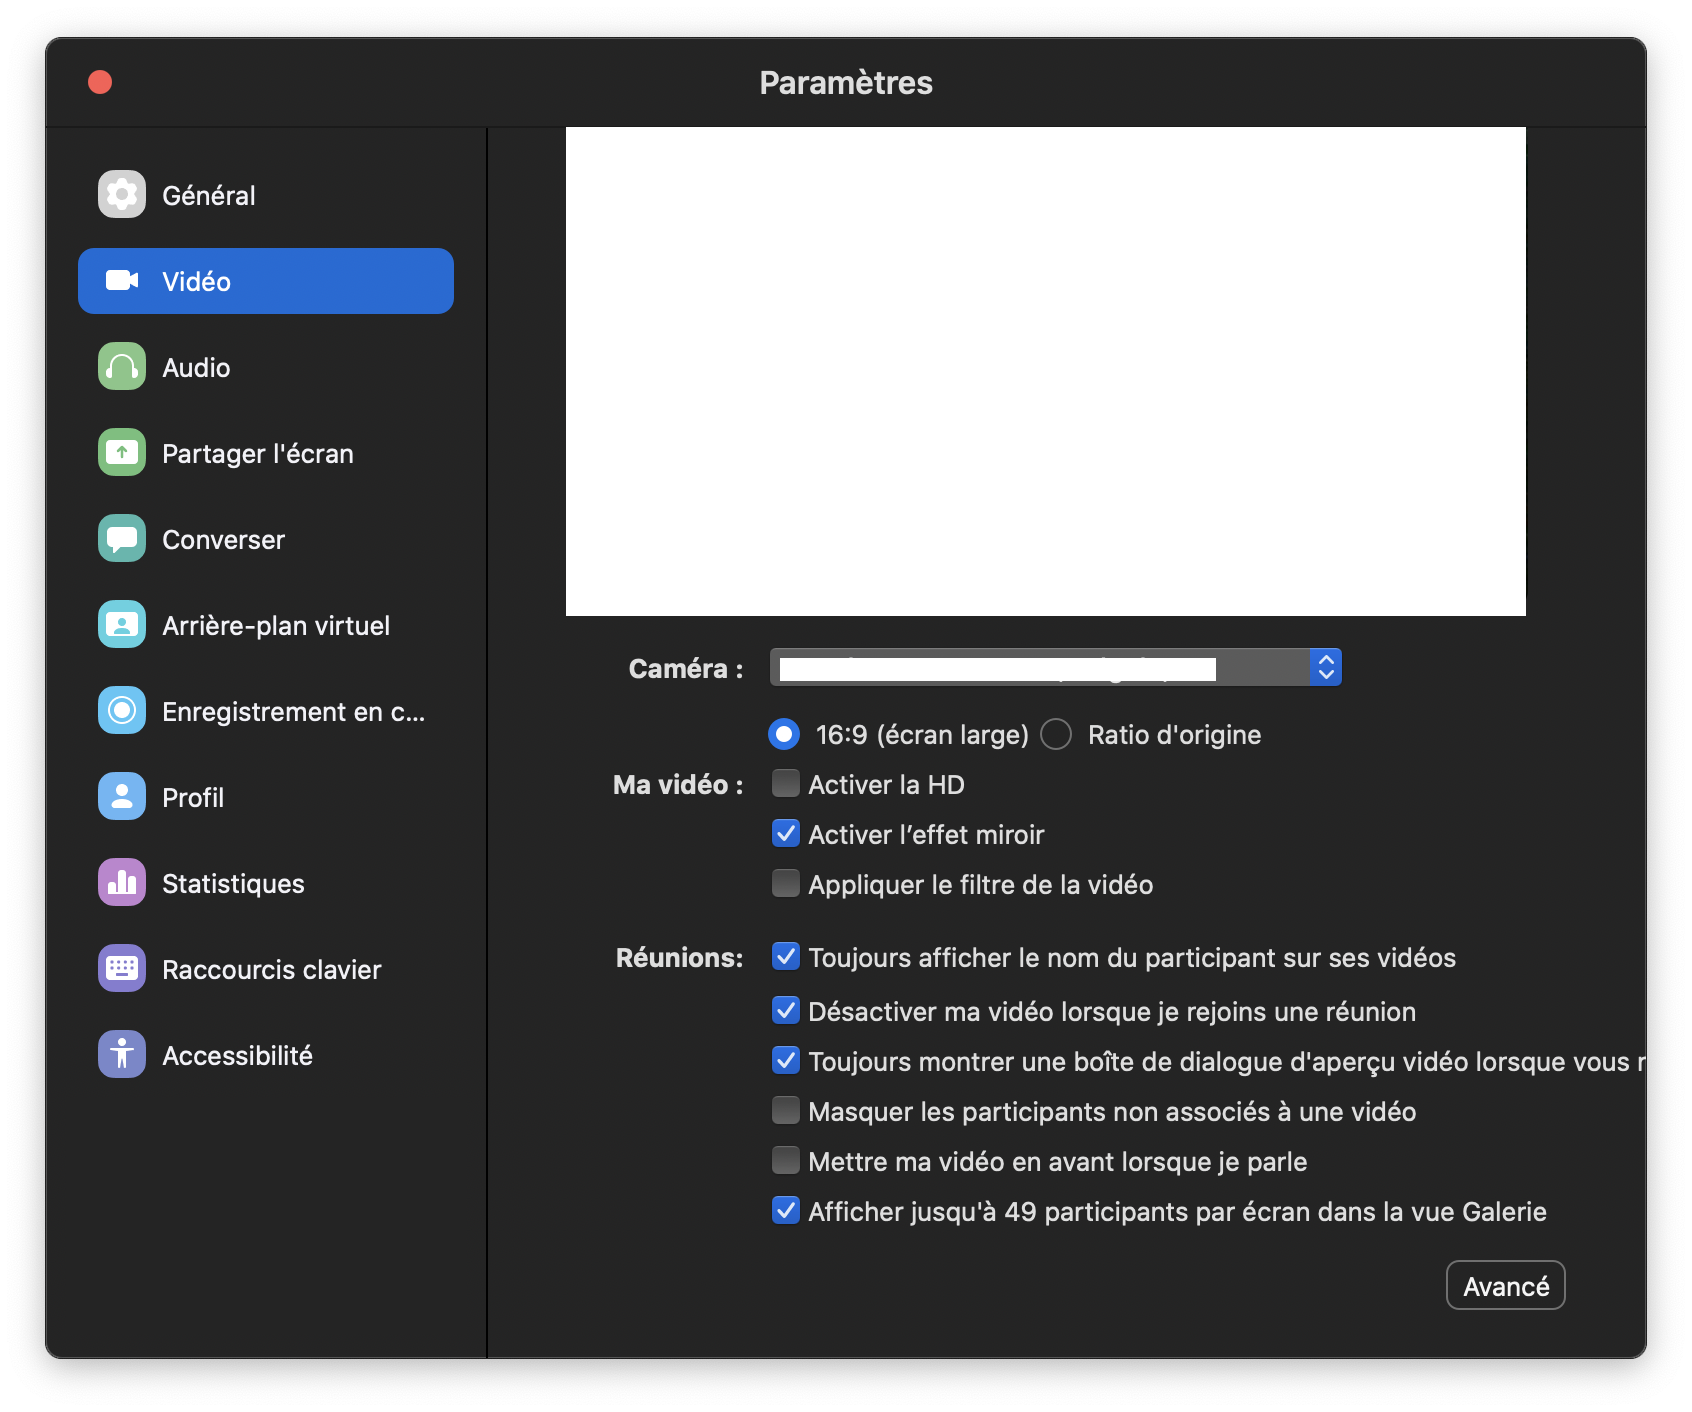 Paramètres
Général
Vidéo
Audio
Partager l'écran
Converser
Arrière-plan virtuel
Enregistrement en c...
Profil
Statistiques
Raccourcis clavier
Accessibilité
Caméra :
16:9 (écran large) Ratio d'origine
Ma vidéo : Activer la HD
Activer l’effet miroir
Appliquer le filtre de la vidéo
Réunions: Toujours afficher le nom du participant sur ses vidéos
Désactiver ma vidéo lorsque je rejoins une réunion
Toujours montrer une boîte de dialogue d'aperçu vidéo lorsque vous r
Masquer les participants non associés à une vidéo
Mettre ma vidéo en avant lorsque je parle
Afficher jusqu'à 49 participants par écran dans la vue Galerie
Avancé